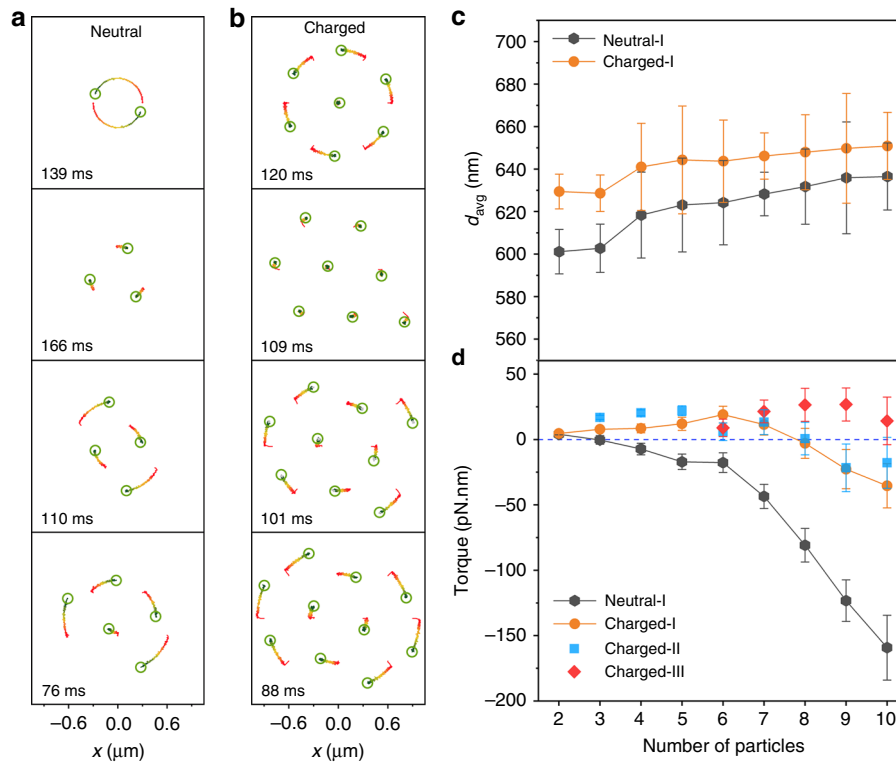 a
Neutral
139 ms
166 ms
110 ms
76 ms
−0.6 0.0 0.6
x (μm)
b
Charged
120 ms
109 ms
101 ms
88 ms
−0.6 0.0 0.6
x (μm)
c
700
680
660
640
620
600
580
560
d_avg (nm)
Neutral-I
Charged-I
d
50
0
−50
−100
−150
−200
Torque (pN.nm)
Neutral-I
Charged-I
Charged-II
Charged-III
2 3 4 5 6 7 8 9 10
Number of particles